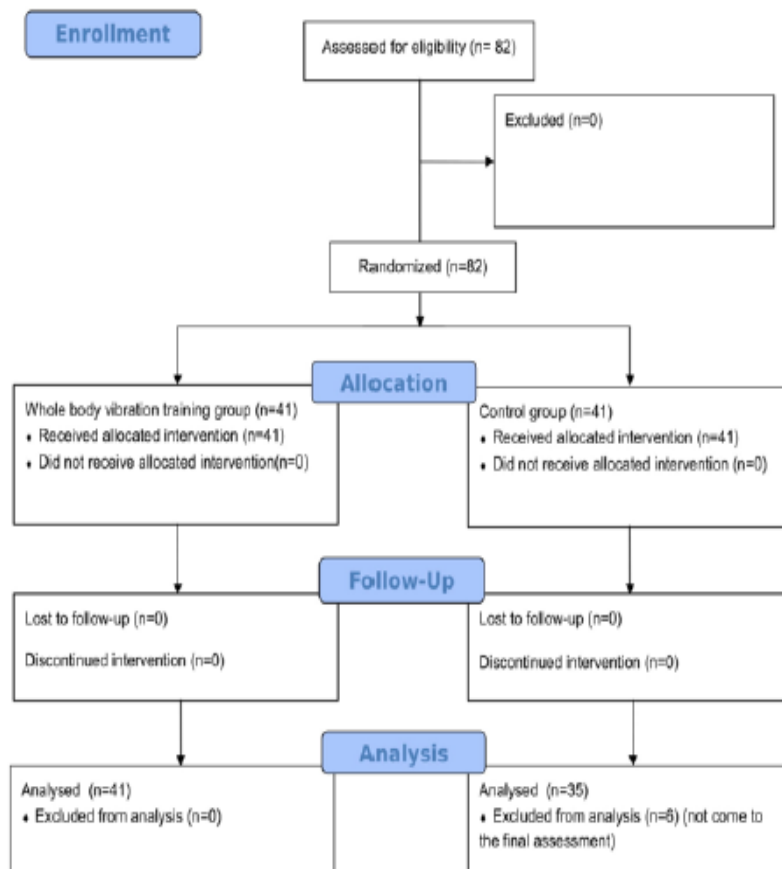 Enrollment
Assessed for eligibility (n= 82)
Excluded (n=0)
Randomized (n=82)
Allocation
Whole body vibration training group (n=41)
♦ Received allocated intervention (n=41)
♦ Did not receive allocated intervention(n=0)
Control group (n=41)
♦ Received allocated intervention (n=41)
♦ Did not receive allocated intervention (n=0)
Follow-Up
Lost to follow-up (n=0)
Discontinued intervention (n=0)
Lost to follow-up (n=0)
Discontinued intervention (n=0)
Analysis
Analysed (n=41)
♦ Excluded from analysis (n=0)
Analysed (n=35)
♦ Excluded from analysis (n=6) (not come to
the final assessment)